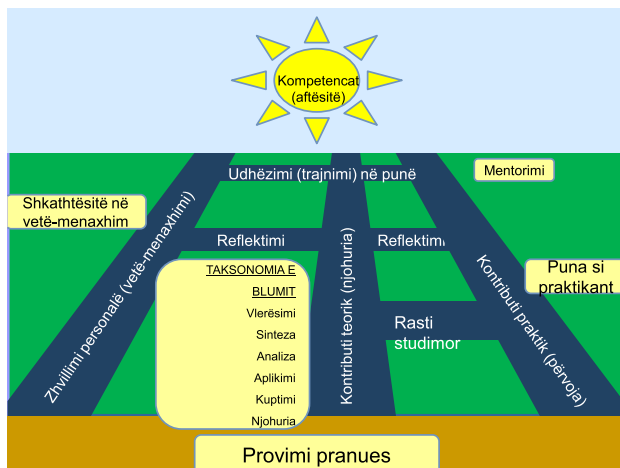 Kompetencat
(aftësitë)
Udhëzimi (trajnimi) në punë
Mentorimi
Shkathtësitë në
vetë-menaxhim
Zhvillimi personalë (vetë-menaxhimi)
Reflektimi
Kontributi teorik (njohuria)
Reflektimi
Kontributi praktik (përvoja)
Puna si
praktikant
TAKSONOMIA E
BLUMIT
Vlerësimi
Sinteza
Analiza
Aplikimi
Kuptimi
Njohuria
Rasti
studimor
Provimi pranues